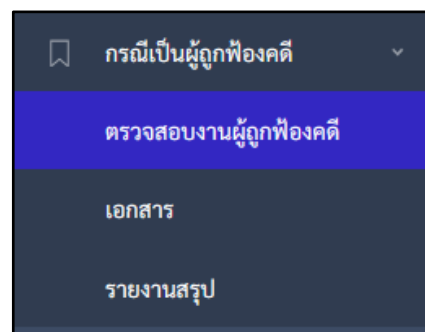 กรณีเป็นผู้ถูกฟ้องคดี
ตรวจสอบงานผู้ถูกฟ้องคดี
เอกสาร
รายงานสรุป